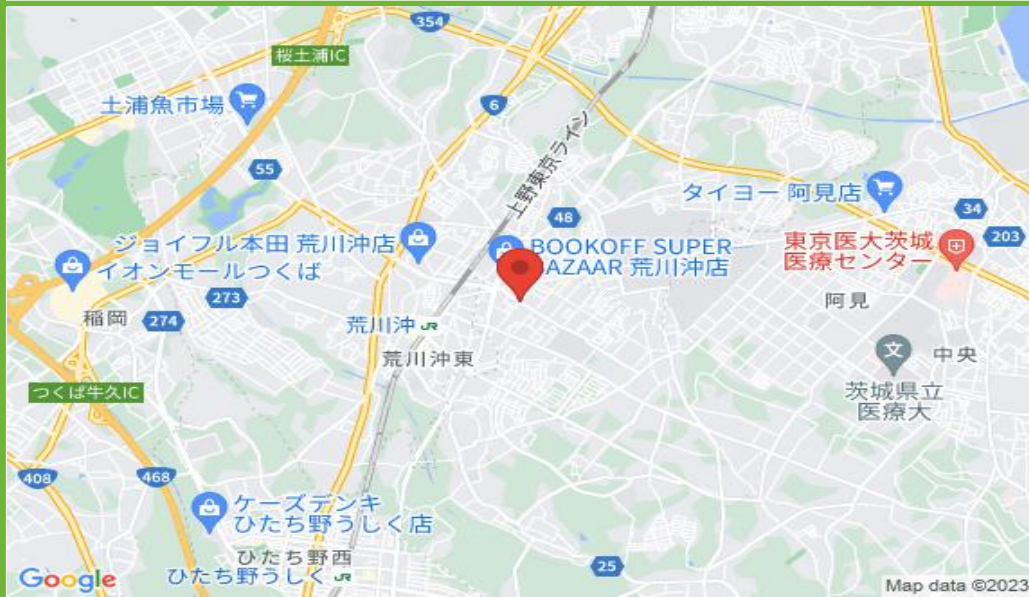 354
桜土浦IC
土浦魚市場
6
上野東京ライン
55
タイヨー 阿見店
48
34
ジョイフル本田 荒川沖店
BOOKOFF SUPER
BAZAAR 荒川沖店
東京医大茨城
医療センター
203
イオンモールつくば
273
稲岡
274
荒川沖 JR
阿見
荒川沖東
中央
つくば牛久IC
茨城県立
医療大
408
468
ケーズデンキ
ひたち野うしく店
ひたち野西
ひたち野うしく JR
25
Google
Map data ©2023